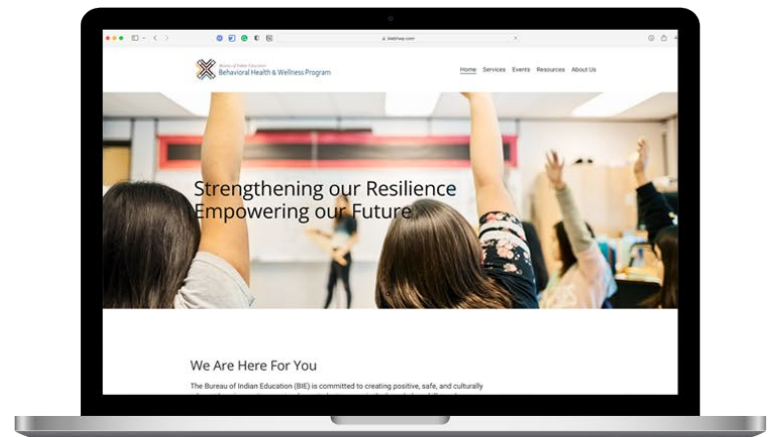 Bureau of Indian Education
Behavioral Health & Wellness Program
Home Services Events Resources About Us
Strengthening our Resilience
Empowering our Future
We Are Here For You
The Bureau of Indian Education (BIE) is committed to creating positive, safe, and culturally